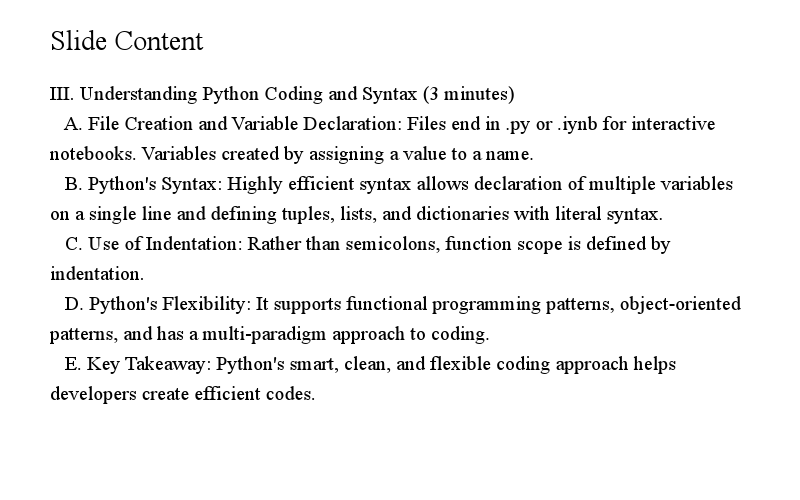 Slide Content
III. Understanding Python Coding and Syntax (3 minutes)
A. File Creation and Variable Declaration: Files end in .py or .iynb for interactive
notebooks. Variables created by assigning a value to a name.
B. Python's Syntax: Highly efficient syntax allows declaration of multiple variables
on a single line and defining tuples, lists, and dictionaries with literal syntax.
C. Use of Indentation: Rather than semicolons, function scope is defined by
indentation.
D. Python's Flexibility: It supports functional programming patterns, object-oriented
patterns, and has a multi-paradigm approach to coding.
E. Key Takeaway: Python's smart, clean, and flexible coding approach helps
developers create efficient codes.